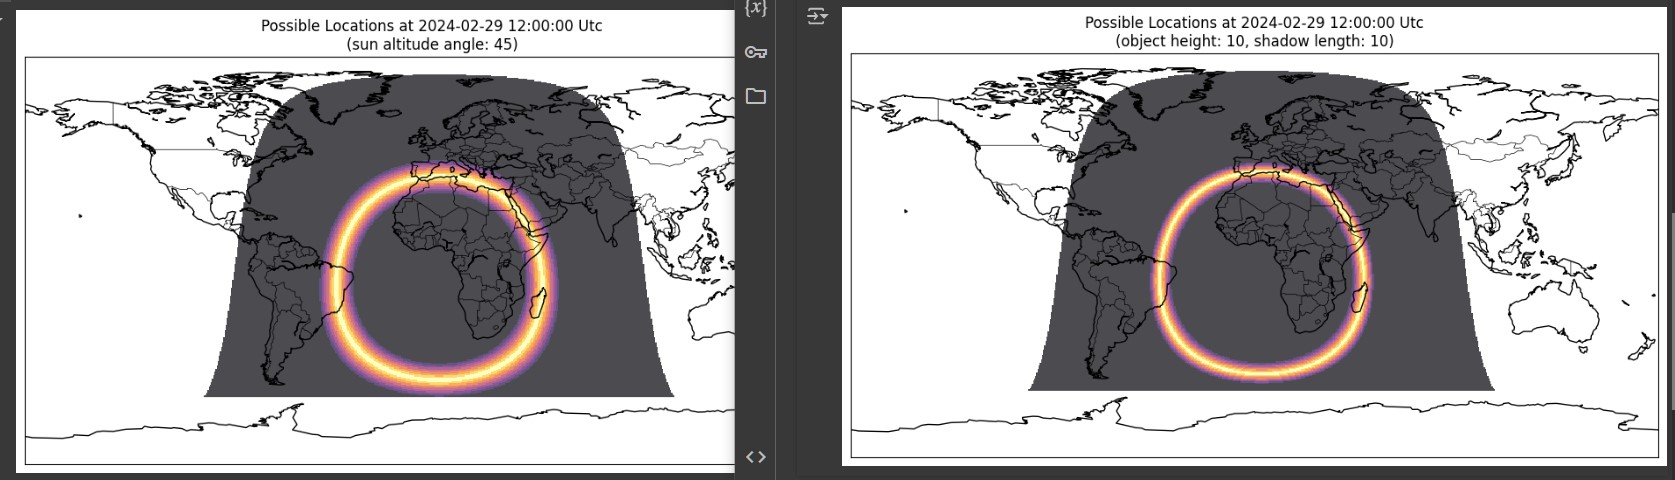 Possible Locations at 2024-02-29 12:00:00 Utc
(sun altitude angle: 45)
{x}
<>
Possible Locations at 2024-02-29 12:00:00 Utc
(object height: 10, shadow length: 10)